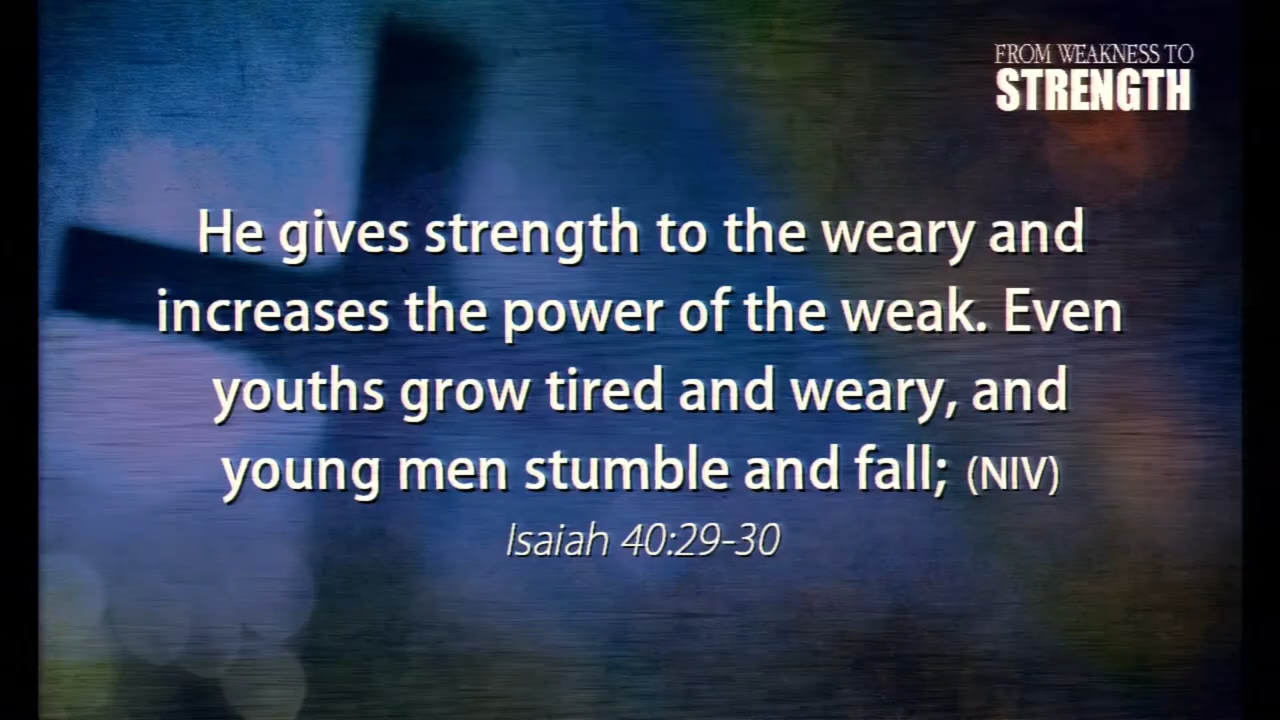 FROM WEAKNESS TO
STRENGTH
He gives strength to the weary and
increases the power of the weak. Even
youths grow tired and weary, and
young men stumble and fall; (NIV)
Isaiah 40:29-30